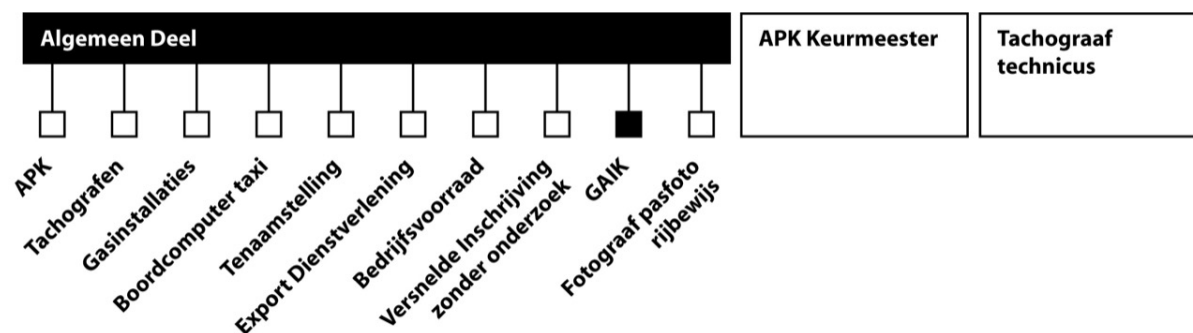 Algemeen Deel
APK Keurmeester
Tachograaf
technicus
APK
Tachografen
Gasinstallaties
Boordcomputer taxi
Tenaamstelling
Export Dienstverlening
Bedrijfsvoorraad
Versnelde Inschrijving
zonder onderzoek
GAIK
Fotograaf pasfoto
rijbewijs